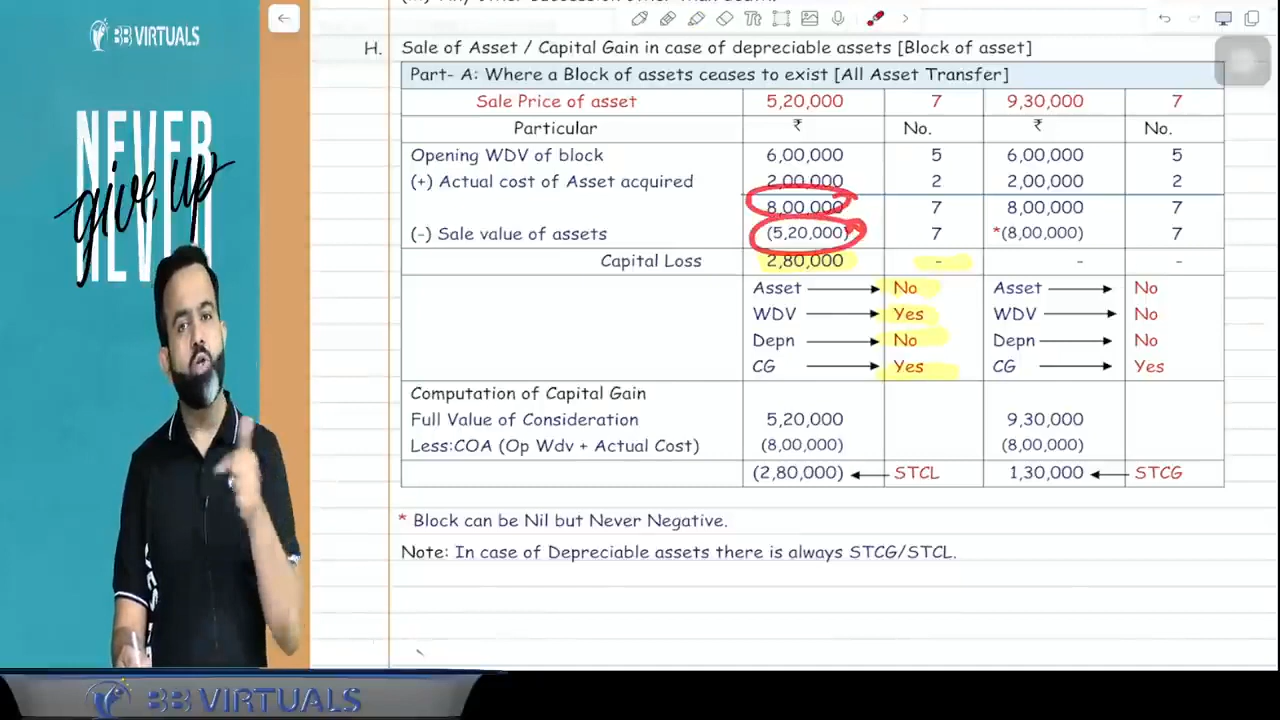 BB VIRTUALS
NEVER
give up
H. Sale of Asset / Capital Gain in case of depreciable assets [Block of asset]
Part- A: Where a Block of assets ceases to exist [All Asset Transfer]
Sale Price of asset 5,20,000 7 9,30,000 7
Particular ₹ No. ₹ No.
Opening WDV of block 6,00,000 5 6,00,000 5
(+) Actual cost of Asset acquired 2,00,000 2 2,00,000 2
8,00,000 7 8,00,000 7
(-) Sale value of assets (5,20,000) 7 *(8,00,000) 7
Capital Loss 2,80,000 - - -
Asset → No Asset → No
WDV → Yes WDV → No
Depn → No Depn → No
CG → Yes CG → Yes
Computation of Capital Gain
Full Value of Consideration 5,20,000 9,30,000
Less:COA (Op Wdv + Actual Cost) (8,00,000) (8,00,000)
(2,80,000) ← STCL 1,30,000 ← STCG
* Block can be Nil but Never Negative.
Note: In case of Depreciable assets there is always STCG/STCL.
BB VIRTUALS